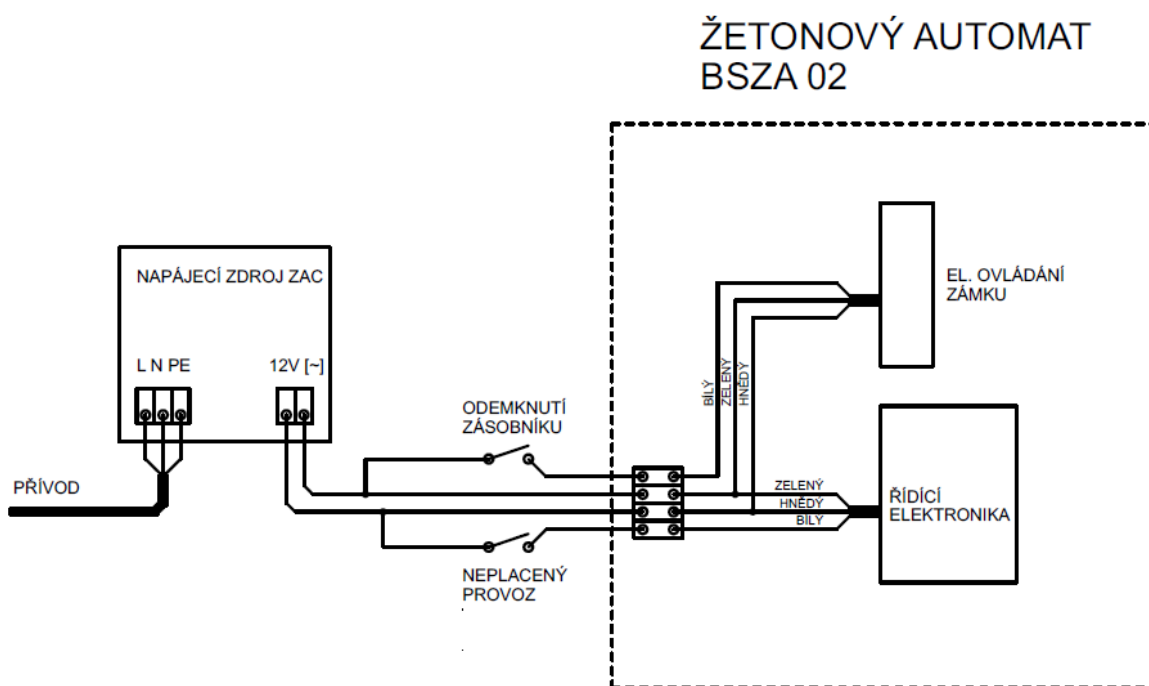 ŽETONOVÝ AUTOMAT
BSZA 02
NAPÁJECÍ ZDROJ ZAC
L N PE
12V [~]
PŘÍVOD
ODEMKNUTÍ
ZÁSOBNÍKU
NEPLACENÝ
PROVOZ
BÍLÝ
ZELENÝ
HNĚDÝ
EL. OVLÁDÁNÍ
ZÁMKU
ZELENÝ
HNĚDÝ
BÍLÝ
ŘÍDÍCÍ
ELEKTRONIKA